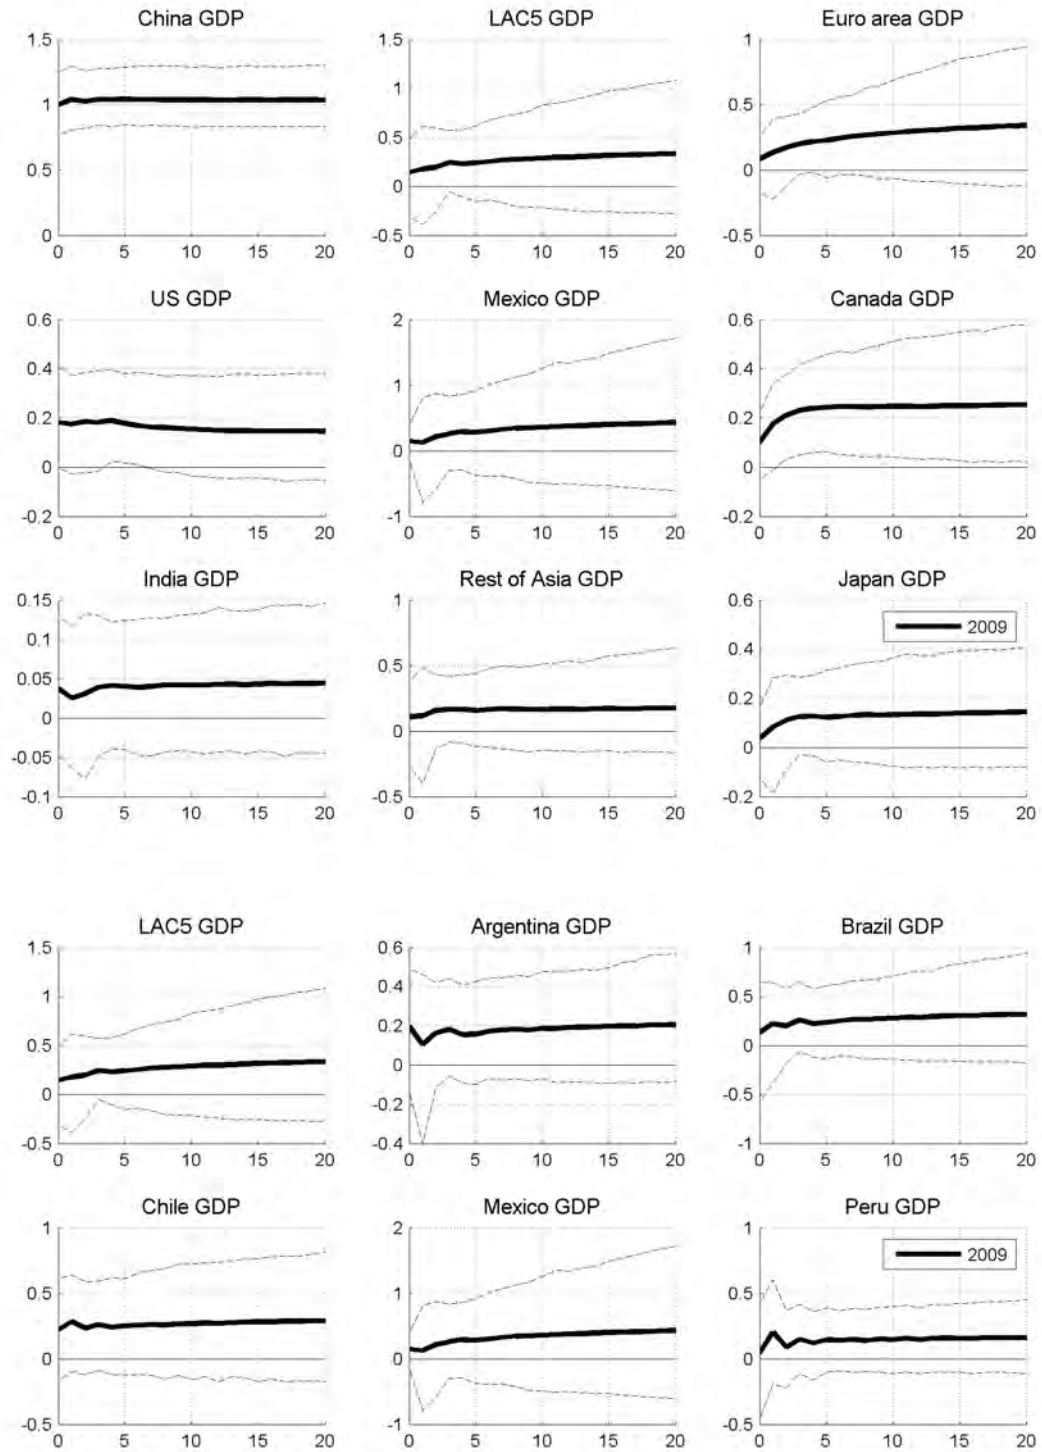 China GDP LAC5 GDP Euro area GDP
1.5 1.5 1
1 1 0.5
0.5 0.5 0
0 0 -0.5
-0.5
0 5 10 15 20 0 5 10 15 20 0 5 10 15 20
US GDP Mexico GDP Canada GDP
0.6 2 0.6
0.4 1 0.4
0.2 0 0.2
0 -1 0
-0.2 -0.2
0 5 10 15 20 0 5 10 15 20 0 5 10 15 20
India GDP Rest of Asia GDP Japan GDP
0.15 1 0.6
0.1 0.5 0.4
0.05 0 0.2
0 -0.5 0
-0.05 -0.2
-0.1
2009
0 5 10 15 20 0 5 10 15 20 0 5 10 15 20
LAC5 GDP Argentina GDP Brazil GDP
1.5 0.6 1
1 0.4 0.5
0.5 0.2 0
0 0 -0.5
-0.5 -0.2 -1
-0.4
0 5 10 15 20 0 5 10 15 20 0 5 10 15 20
Chile GDP Mexico GDP Peru GDP
1 2 1
0.5 1 0.5
0 0 0
-0.5 -1 -0.5
2009
0 5 10 15 20 0 5 10 15 20 0 5 10 15 20